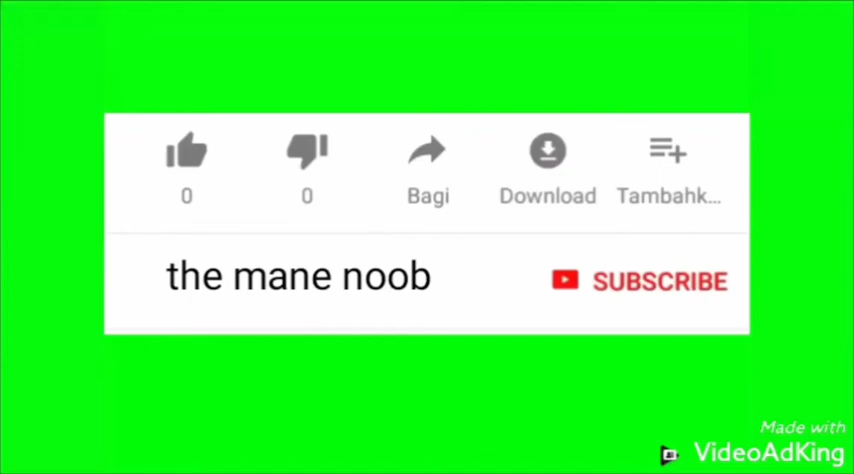 0 0 Bagi Download Tambahk...
the mane noob SUBSCRIBE
Made with
VideoAdKing